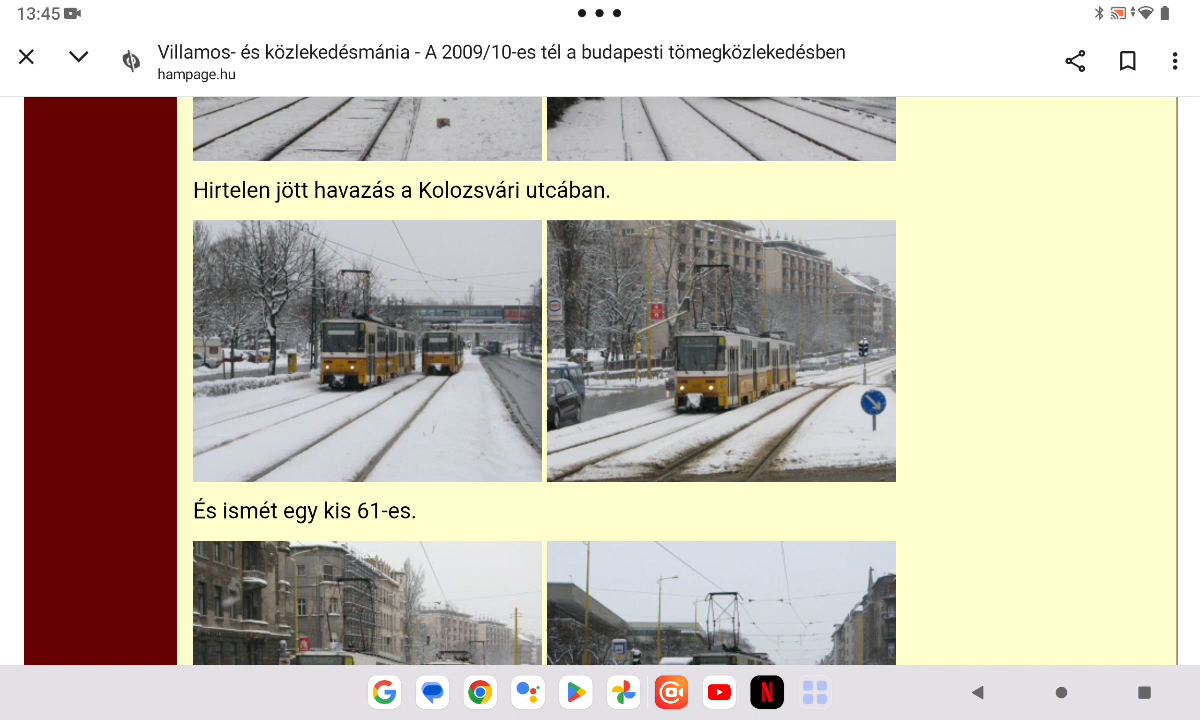 13:45
Villamos- és közlekedésmánia - A 2009/10-es tél a budapesti tömegközlekedésben
hampage.hu
Hirtelen jött havazás a Kolozsvári utcában.
És ismét egy kis 61-es.